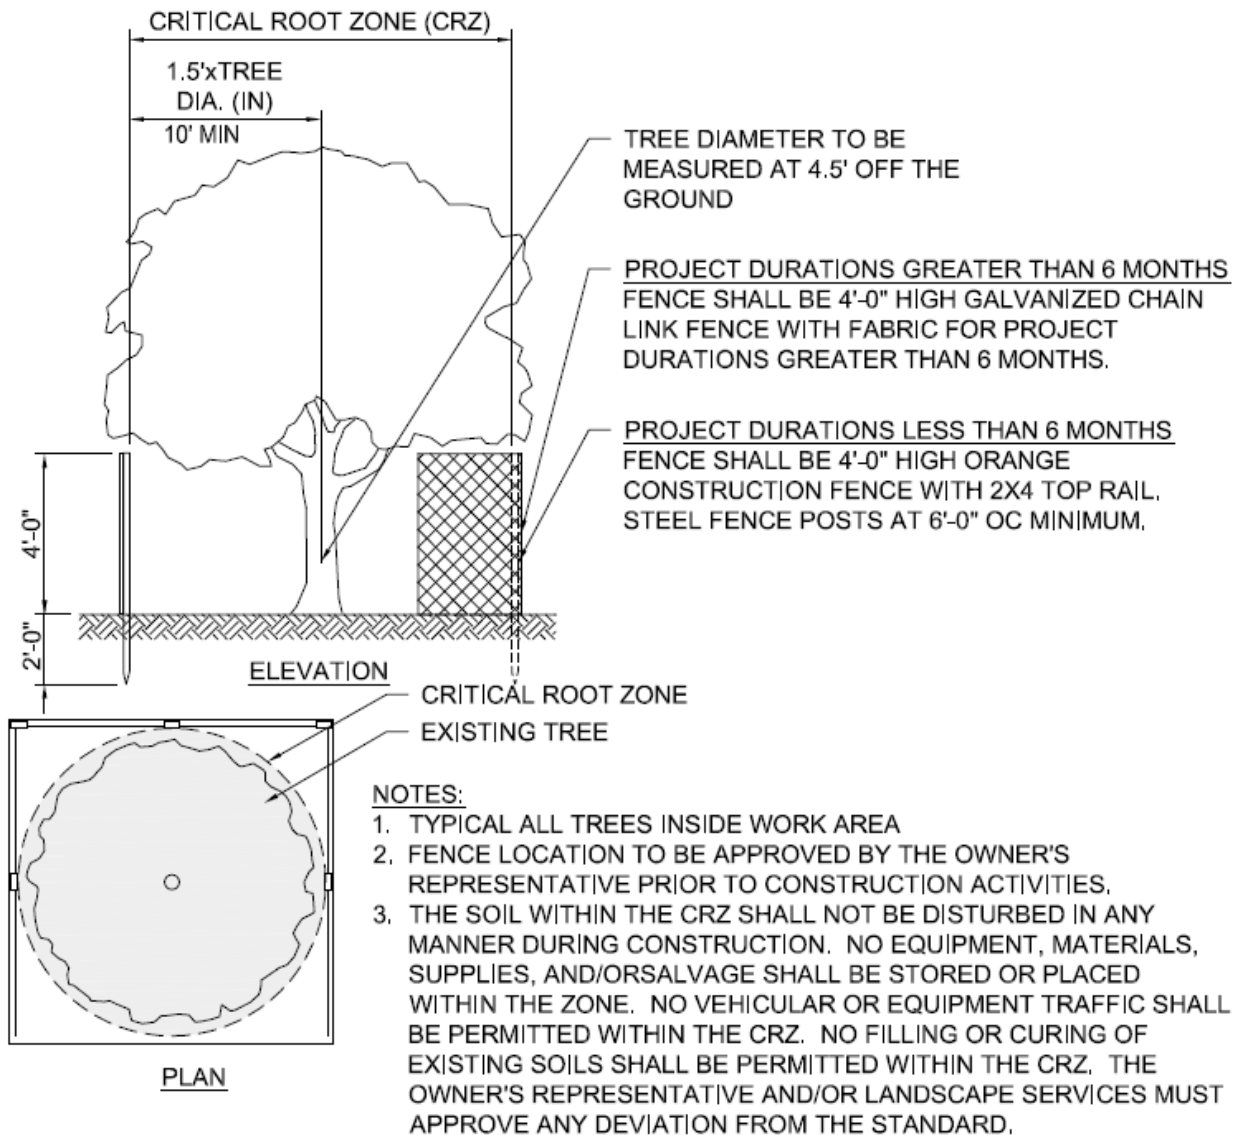 CRITICAL ROOT ZONE (CRZ)
1.5'xTREE
DIA. (IN)
10' MIN
TREE DIAMETER TO BE
MEASURED AT 4.5' OFF THE
GROUND
PROJECT DURATIONS GREATER THAN 6 MONTHS
FENCE SHALL BE 4'-0" HIGH GALVANIZED CHAIN
LINK FENCE WITH FABRIC FOR PROJECT
DURATIONS GREATER THAN 6 MONTHS.
PROJECT DURATIONS LESS THAN 6 MONTHS
FENCE SHALL BE 4'-0" HIGH ORANGE
CONSTRUCTION FENCE WITH 2X4 TOP RAIL,
STEEL FENCE POSTS AT 6'-0" OC MINIMUM.
4'-0"
2'-0"
ELEVATION
CRITICAL ROOT ZONE
EXISTING TREE
PLAN
NOTES:
1. TYPICAL ALL TREES INSIDE WORK AREA
2. FENCE LOCATION TO BE APPROVED BY THE OWNER'S
REPRESENTATIVE PRIOR TO CONSTRUCTION ACTIVITIES.
3. THE SOIL WITHIN THE CRZ SHALL NOT BE DISTURBED IN ANY
MANNER DURING CONSTRUCTION. NO EQUIPMENT, MATERIALS,
SUPPLIES, AND/ORSALVAGE SHALL BE STORED OR PLACED
WITHIN THE ZONE. NO VEHICULAR OR EQUIPMENT TRAFFIC SHALL
BE PERMITTED WITHIN THE CRZ. NO FILLING OR CURING OF
EXISTING SOILS SHALL BE PERMITTED WITHIN THE CRZ. THE
OWNER'S REPRESENTATIVE AND/OR LANDSCAPE SERVICES MUST
APPROVE ANY DEVIATION FROM THE STANDARD.